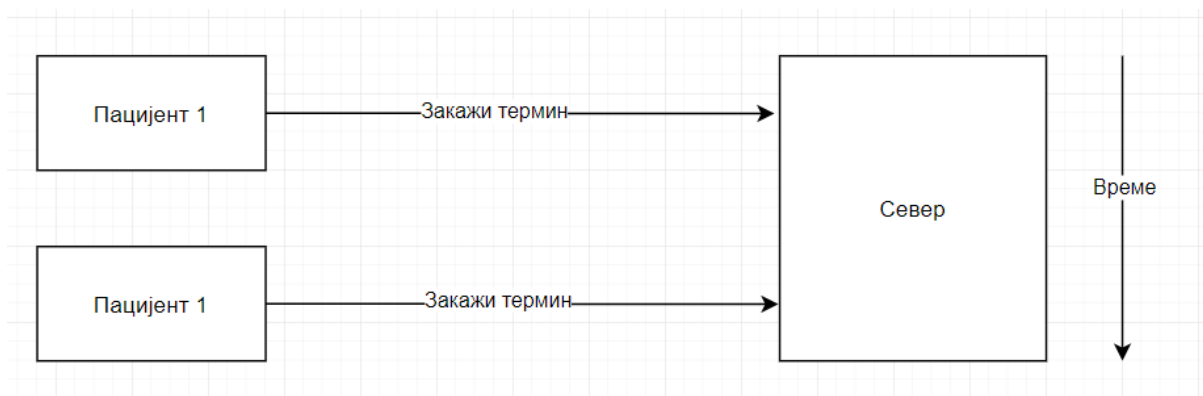 Пацијент 1
Закажи термин
Север
Време
Пацијент 1
Закажи термин